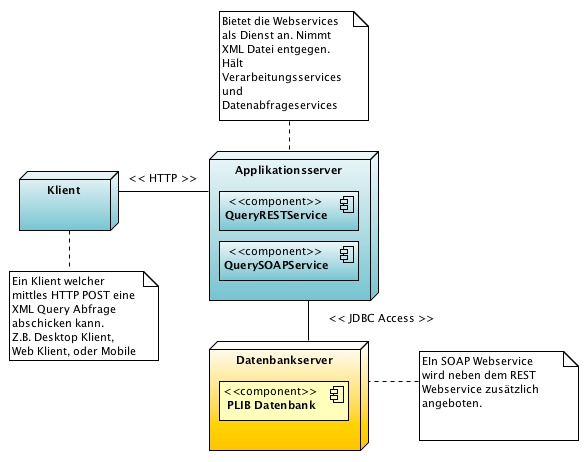 Bietet die Webservices
als Dienst an. Nimmt
XML Datei entgegen.
Hält
Verarbeitungsservices
und
Datenabfrageservices
Applikationsserver
<<component>>
QueryRESTService
<<component>>
QuerySOAPService
Klient
<< HTTP >>
Ein Klient welcher
mittles HTTP POST eine
XML Query Abfrage
abschicken kann.
Z.B. Desktop Klient,
Web Klient, oder Mobile
<< JDBC Access >>
Datenbankserver
<<component>>
PLIB Datenbank
EIn SOAP Webservice
wird neben dem REST
Webservice zusätzlich
angeboten.